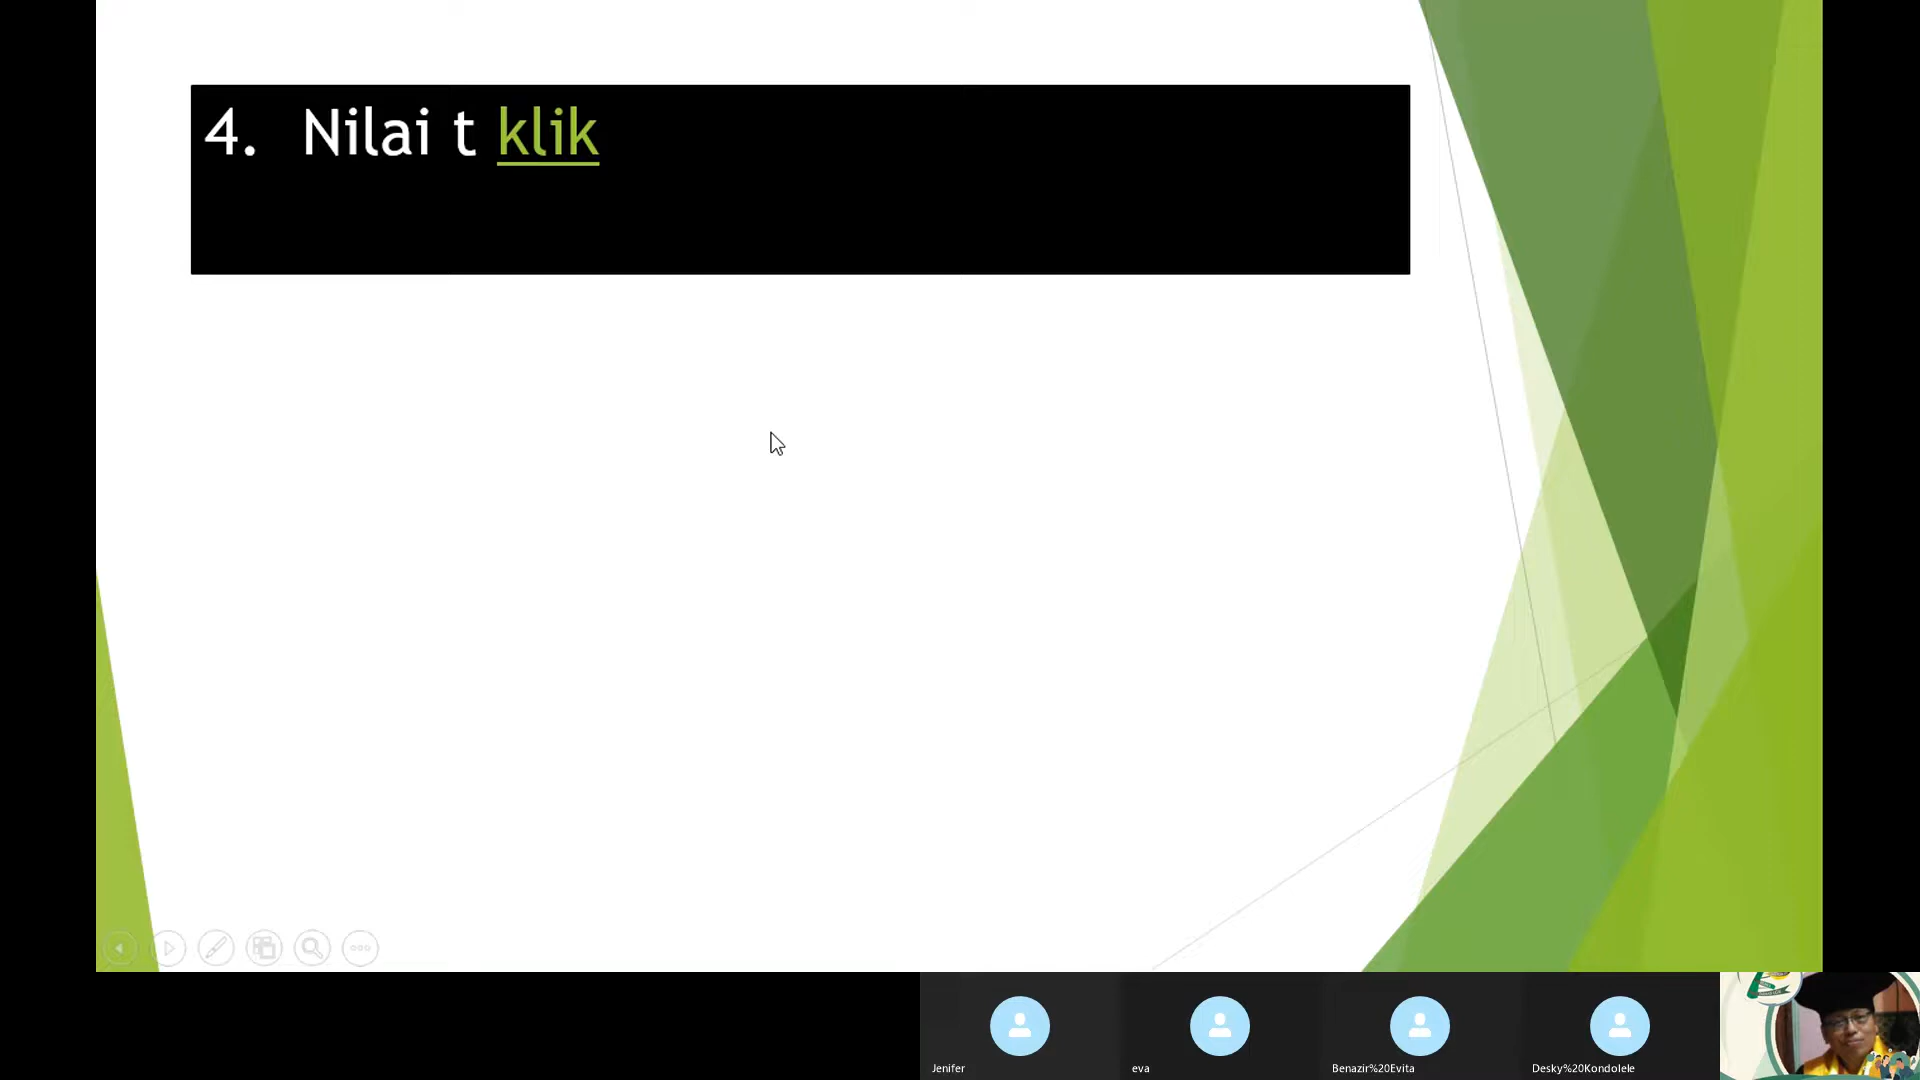 4. Nilai t klik
Jenifer
eva
Benazir%20Evita
Desky%20Kondolele